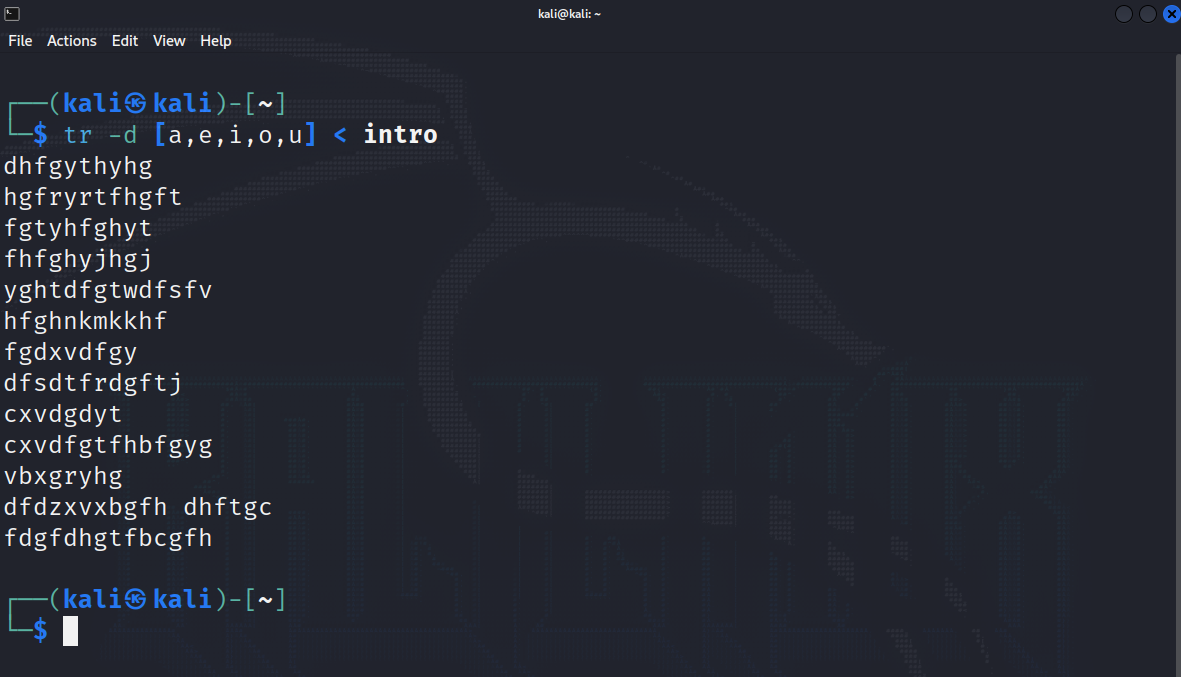 kali@kali: ~
File Actions Edit View Help
┌──(kali㉿kali)-[~]
└─$ tr -d [a,e,i,o,u] < intro
dhfgythyhg
hgfryrtfhgft
fgtyhfghyt
fhfghyjhgj
yghtdfgtwdfsfv
hfghnkmkkhf
fgdxvdfgy
dfsdtfrdgftj
cxvdgdyt
cxvdfgtfhbfgyg
vbxgryhg
dfdzxvxbgfh dhftgc
fdgfdhgtfbcgfh
┌──(kali㉿kali)-[~]
└─$